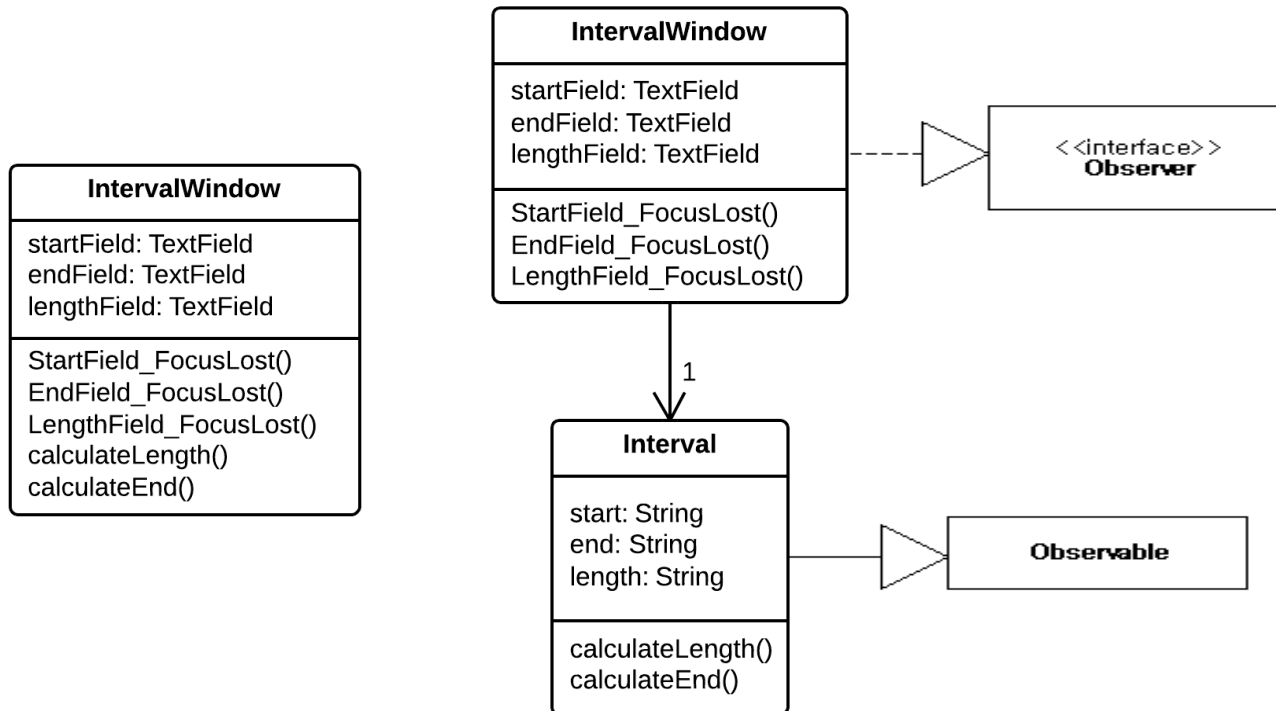 IntervalWindow
startField: TextField
endField: TextField
lengthField: TextField
StartField_FocusLost()
EndField_FocusLost()
LengthField_FocusLost()
calculateLength()
calculateEnd()
IntervalWindow
startField: TextField
endField: TextField
lengthField: TextField
StartField_FocusLost()
EndField_FocusLost()
LengthField_FocusLost()
<<interface>>
Observer
1
Interval
start: String
end: String
length: String
calculateLength()
calculateEnd()
Observable